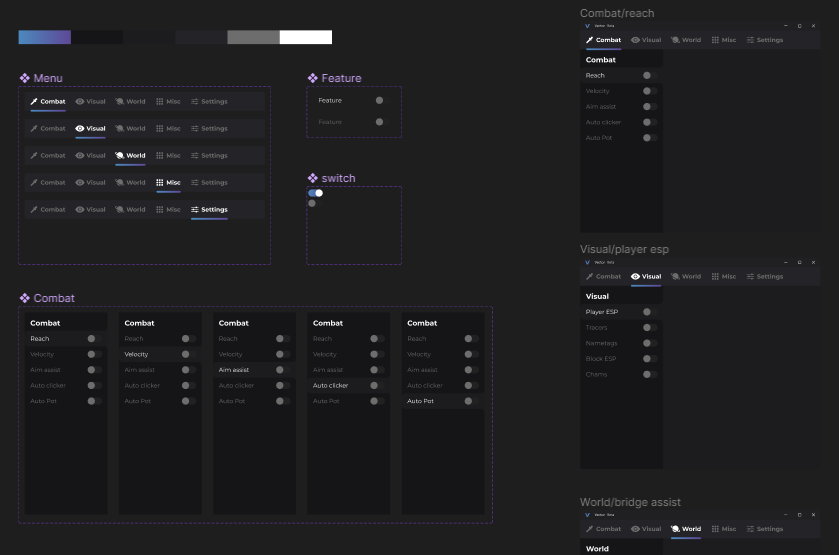 Menu
Combat Visual World Misc Settings
Combat Visual World Misc Settings
Combat Visual World Misc Settings
Combat Visual World Misc Settings
Combat Visual World Misc Settings
Feature
Feature
Feature
switch
Combat
Combat
Reach
Velocity
Aim assist
Auto clicker
Auto Pot
Combat
Reach
Velocity
Aim assist
Auto clicker
Auto Pot
Combat
Reach
Velocity
Aim assist
Auto clicker
Auto Pot
Combat
Reach
Velocity
Aim assist
Auto clicker
Auto Pot
Combat
Reach
Velocity
Aim assist
Auto clicker
Auto Pot
Combat/reach
Combat Visual World Misc Settings
Combat
Reach
Velocity
Aim assist
Auto clicker
Auto Pot
Visual/player esp
Combat Visual World Misc Settings
Visual
Player ESP
Tracers
Nametags
Block ESP
Chams
World/bridge assist
Combat Visual World Misc Settings
World